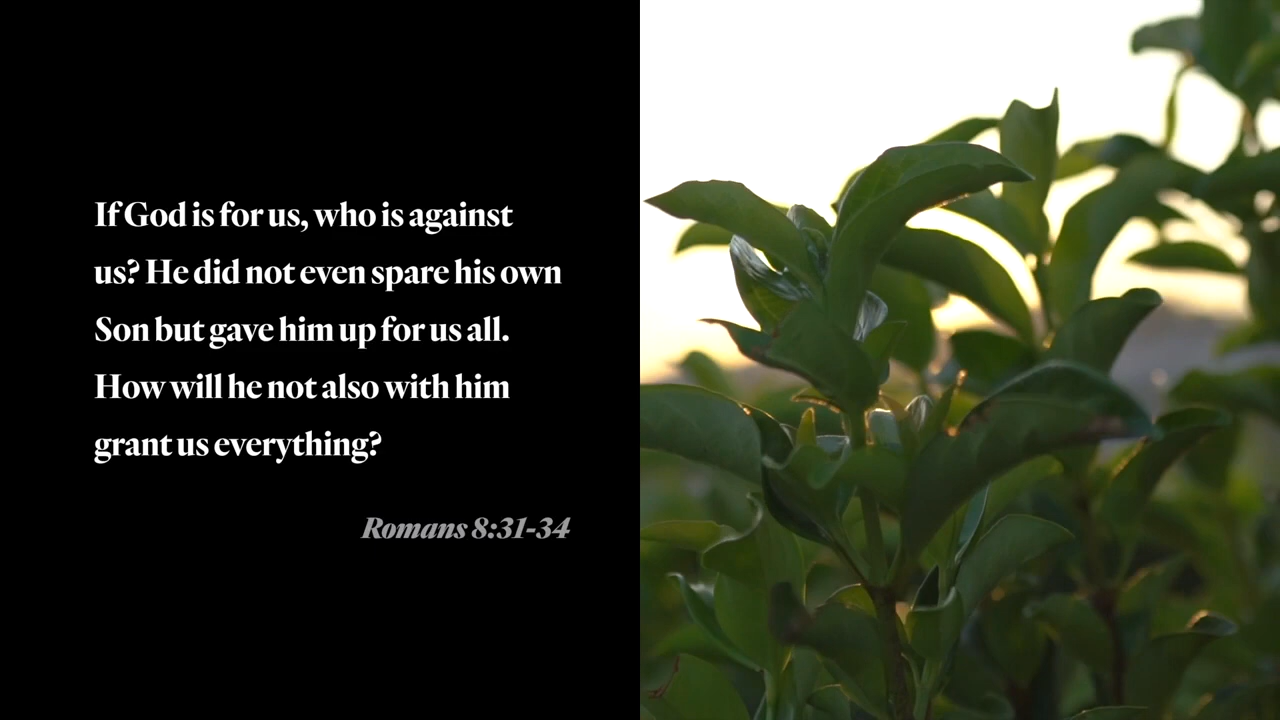 If God is for us, who is against
us? He did not even spare his own
Son but gave him up for us all.
How will he not also with him
grant us everything?
Romans 8:31-34